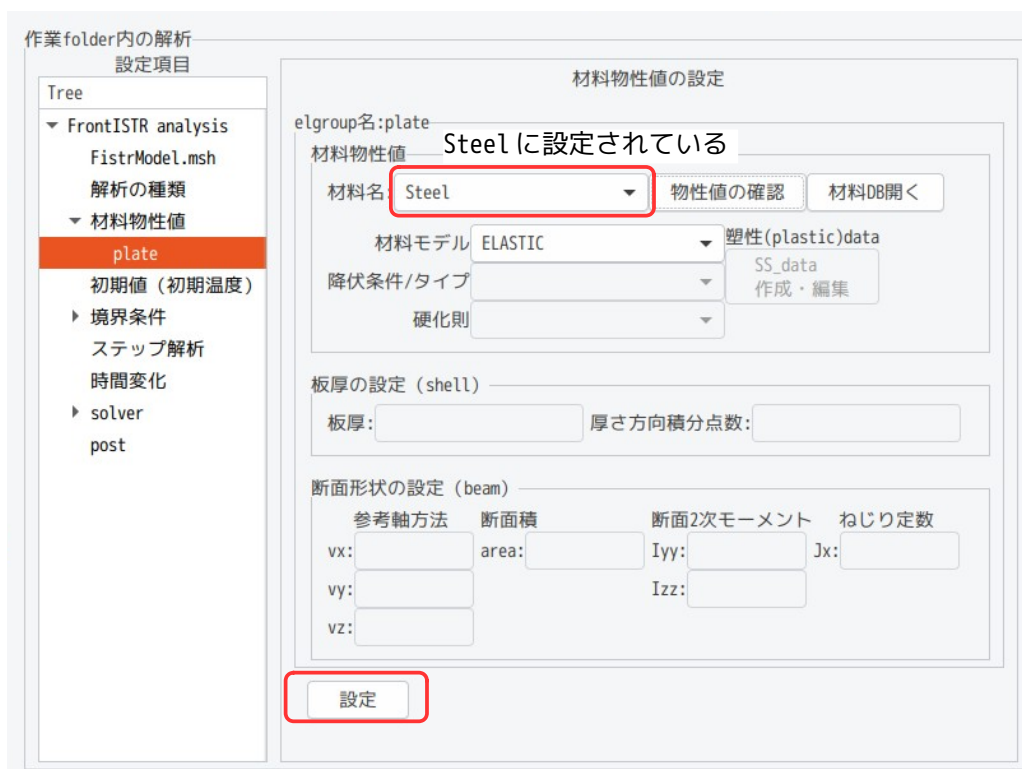 作業folder内の解析
設定項目
Tree
FrontISTR analysis
FistrModel.msh
解析の種類
材料物性値
plate
初期値（初期温度）
境界条件
ステップ解析
時間変化
solver
post
材料物性値の設定
elgroup名:plate
Steelに設定されている
材料物性値
材料名: Steel 物性値の確認 材料DB開く
材料モデル ELASTIC 塑性(plastic)data
降伏条件/タイプ SS_data
作成・編集
硬化則
板厚の設定（shell）
板厚: 厚さ方向積分点数:
断面形状の設定（beam）
参考軸方法 断面積 断面2次モーメント ねじり定数
vx: area: Iyy: Jx:
vy: Izz:
vz:
設定